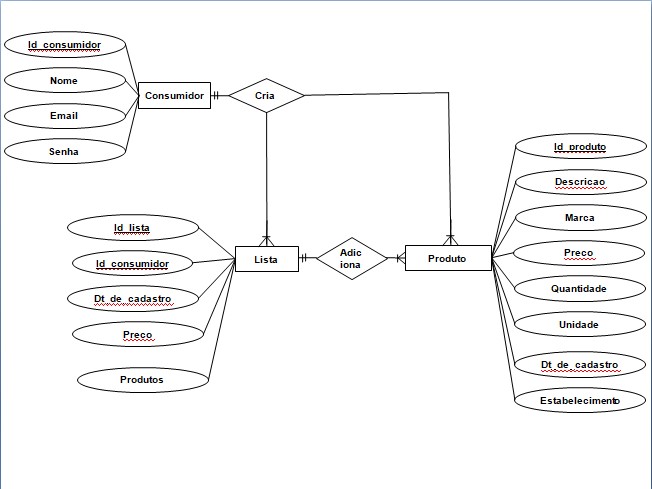 Id_consumidor
Nome
Email
Senha
Consumidor
Cria
Id_produto
Descricao
Marca
Preco
Quantidade
Unidade
Dt_de_cadastro
Estabelecimento
Id_lista
Id_consumidor
Dt_de_cadastro
Preco
Produtos
Lista
Adic
iona
Produto